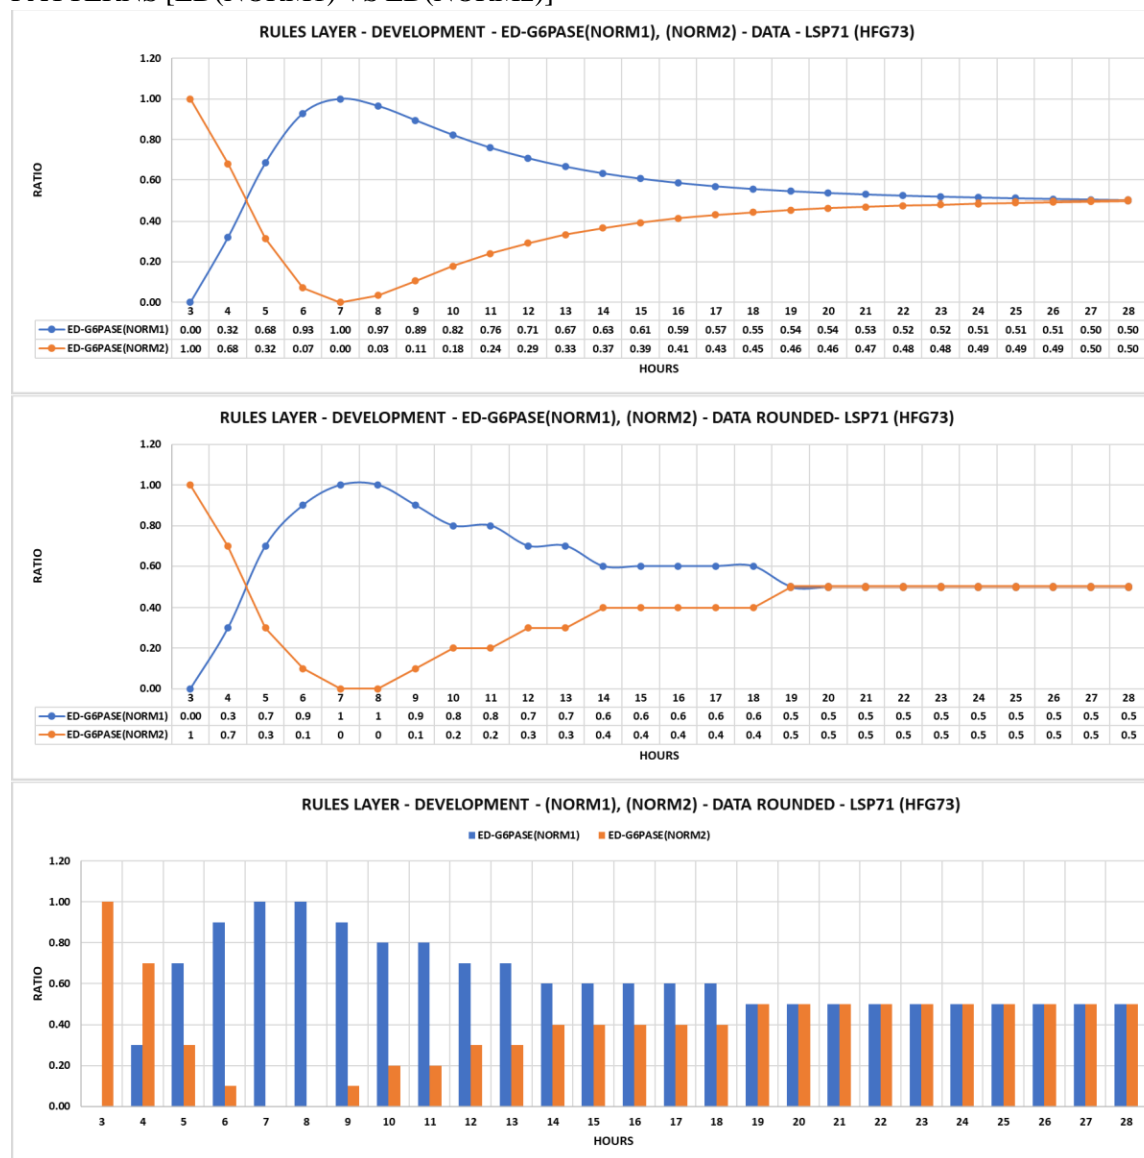 PATTERNS [ED(NORM1) VS ED(NORM2)]
RULES LAYER - DEVELOPMENT - ED-G6PASE(NORM1), (NORM2) - DATA - LSP71 (HFG73)
1.20
1.00
0.80
0.60
0.40
0.20
0.00
RATIO
3 4 5 6 7 8 9 10 11 12 13 14 15 16 17 18 19 20 21 22 23 24 25 26 27 28
ED-G6PASE(NORM1) 0.00 0.32 0.68 0.93 1.00 0.97 0.89 0.82 0.76 0.71 0.67 0.63 0.61 0.59 0.57 0.55 0.54 0.54 0.53 0.52 0.52 0.51 0.51 0.51 0.50 0.50
ED-G6PASE(NORM2) 1.00 0.68 0.32 0.07 0.00 0.03 0.11 0.18 0.24 0.29 0.33 0.37 0.39 0.41 0.43 0.45 0.46 0.46 0.47 0.48 0.48 0.49 0.49 0.49 0.50 0.50
HOURS
RULES LAYER - DEVELOPMENT - ED-G6PASE(NORM1), (NORM2) - DATA ROUNDED- LSP71 (HFG73)
1.20
1.00
0.80
0.60
0.40
0.20
0.00
RATIO
3 4 5 6 7 8 9 10 11 12 13 14 15 16 17 18 19 20 21 22 23 24 25 26 27 28
ED-G6PASE(NORM1) 0.00 0.3 0.7 0.9 1 1 0.9 0.8 0.8 0.7 0.7 0.6 0.6 0.6 0.6 0.6 0.5 0.5 0.5 0.5 0.5 0.5 0.5 0.5 0.5 0.5
ED-G6PASE(NORM2) 1 0.7 0.3 0.1 0 0 0.1 0.2 0.2 0.3 0.3 0.4 0.4 0.4 0.4 0.4 0.5 0.5 0.5 0.5 0.5 0.5 0.5 0.5 0.5 0.5
HOURS
RULES LAYER - DEVELOPMENT - (NORM1), (NORM2) - DATA ROUNDED - LSP71 (HFG73)
ED-G6PASE(NORM1) ED-G6PASE(NORM2)
1.20
1.00
0.80
0.60
0.40
0.20
0.00
RATIO
3 4 5 6 7 8 9 10 11 12 13 14 15 16 17 18 19 20 21 22 23 24 25 26 27 28
HOURS